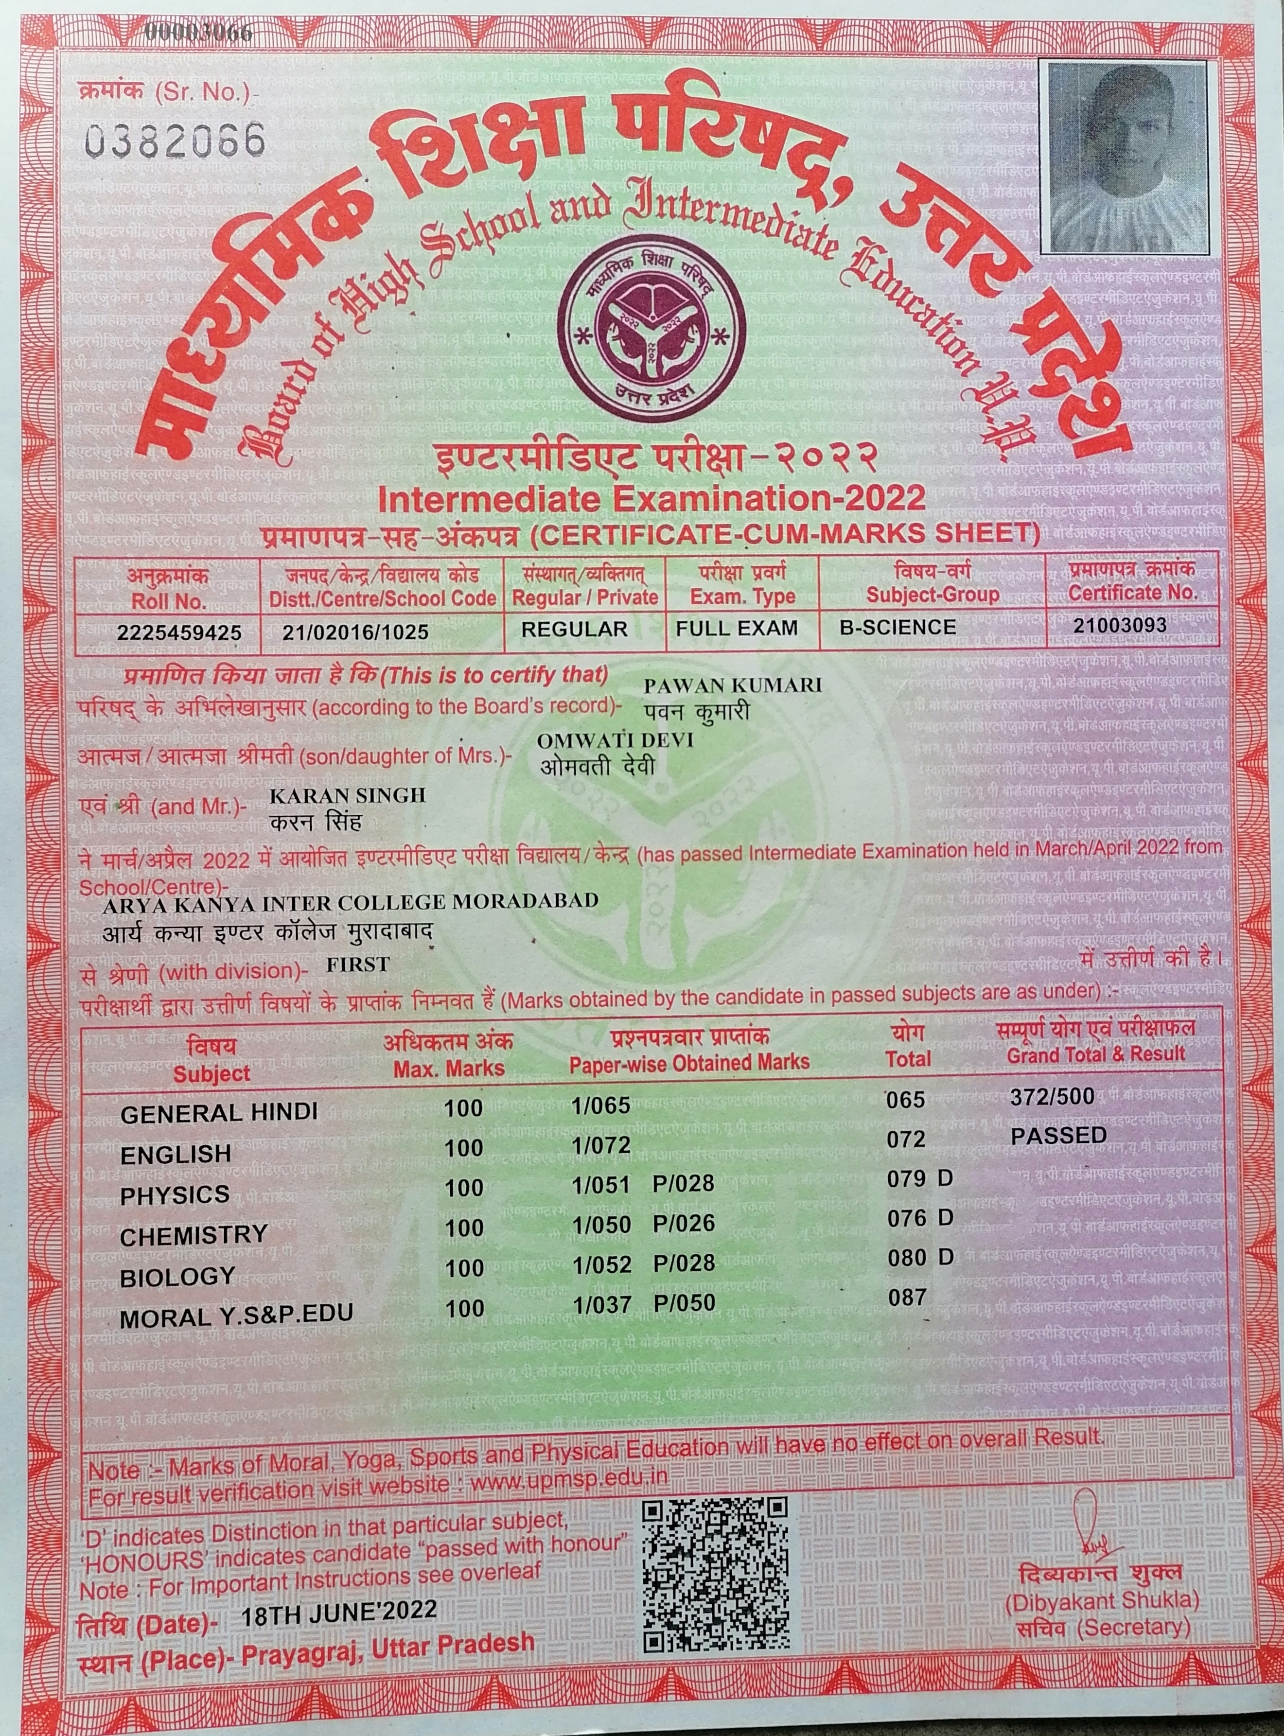 00003066
क्रमांक (Sr. No.)-
0382066
माध्यमिक शिक्षा परिषद्, उत्तर प्रदेश
Board of High School and Intermediate Education U.P.
माध्यमिक शिक्षा परिषद्
२०२२ २०२२
२०२२
उत्तर प्रदेश
इण्टरमीडिएट परीक्षा-२०२२
Intermediate Examination-2022
प्रमाणपत्र-सह-अंकपत्र (CERTIFICATE-CUM-MARKS SHEET)
अनुक्रमांक जनपद/केन्द्र/विद्यालय कोड संस्थागत्/व्यक्तिगत् परीक्षा प्रवर्ग विषय-वर्ग प्रमाणपत्र क्रमांक
Roll No. Distt./Centre/School Code Regular / Private Exam. Type Subject-Group Certificate No.
2225459425 21/02016/1025 REGULAR FULL EXAM B-SCIENCE 21003093
प्रमाणित किया जाता है कि (This is to certify that) PAWAN KUMARI
परिषद् के अभिलेखानुसार (according to the Board's record)- पवन कुमारी
OMWATI DEVI
आत्मज/आत्मजा श्रीमती (son/daughter of Mrs.)- ओमवती देवी
एवं श्री (and Mr.)- KARAN SINGH
करन सिंह
ने मार्च/अप्रैल 2022 में आयोजित इण्टरमीडिएट परीक्षा विद्यालय/केन्द्र (has passed Intermediate Examination held in March/April 2022 from
School/Centre)-
ARYA KANYA INTER COLLEGE MORADABAD
आर्य कन्या इण्टर कॉलेज मुरादाबाद
से श्रेणी (with division)- FIRST में उत्तीर्ण की है।
परीक्षार्थी द्वारा उत्तीर्ण विषयों के प्राप्तांक निम्नवत हैं (Marks obtained by the candidate in passed subjects are as under) :-
विषय अधिकतम अंक प्रश्नपत्रवार प्राप्तांक योग सम्पूर्ण योग एवं परीक्षाफल
Subject Max. Marks Paper-wise Obtained Marks Total Grand Total & Result
GENERAL HINDI 100 1/065 065 372/500
ENGLISH 100 1/072 072 PASSED
PHYSICS 100 1/051 P/028 079 D
CHEMISTRY 100 1/050 P/026 076 D
BIOLOGY 100 1/052 P/028 080 D
MORAL Y.S&P.EDU 100 1/037 P/050 087
Note :- Marks of Moral, Yoga, Sports and Physical Education will have no effect on overall Result.
For result verification visit website : www.upmsp.edu.in
'D' indicates Distinction in that particular subject,
'HONOURS' indicates candidate "passed with honour"
Note : For Important Instructions see overleaf
तिथि (Date)- 18TH JUNE'2022
स्थान (Place)- Prayagraj, Uttar Pradesh
दिब्यकान्त शुक्ल
(Dibyakant Shukla)
सचिव (Secretary)